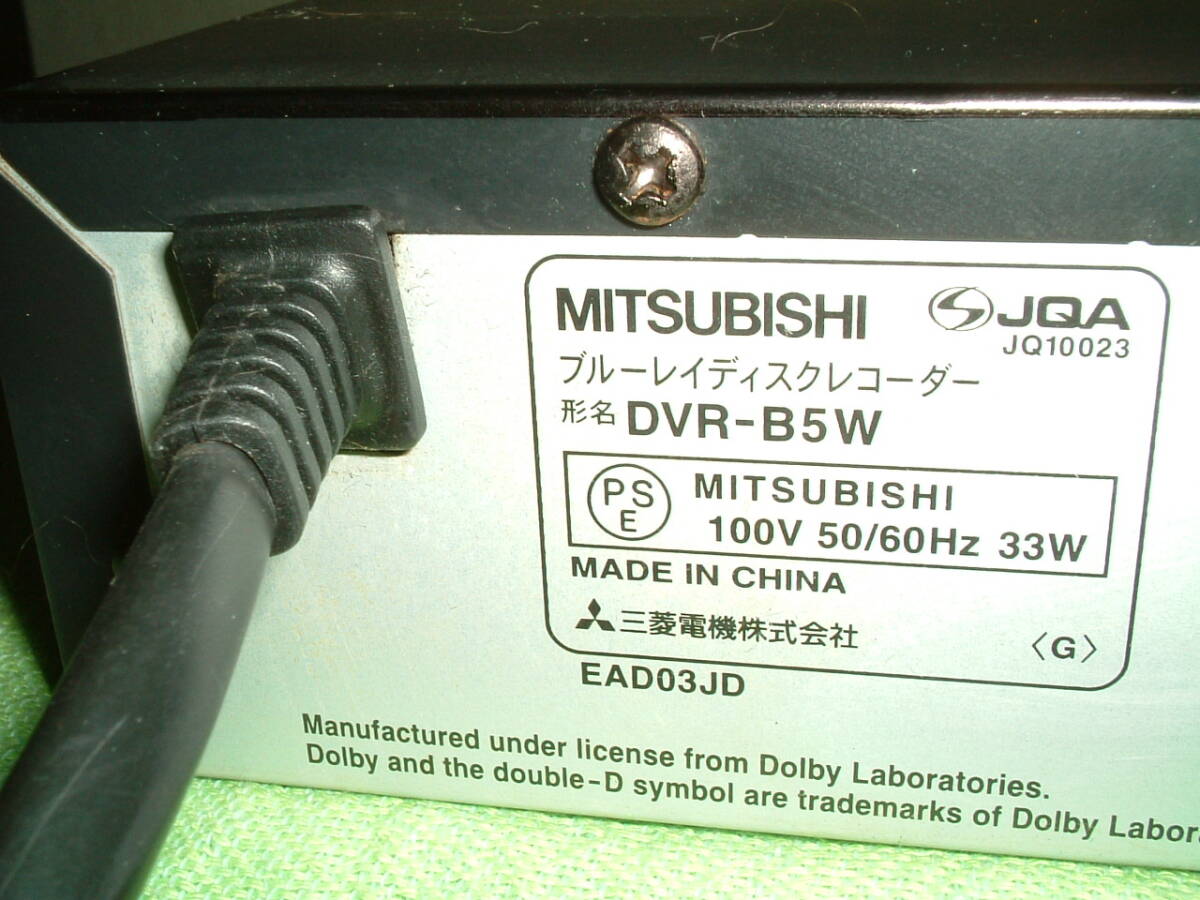 MITSUBISHI
JQA
JQ10023
ブルーレイディスクレコーダー
形名 DVR-B5W
PS
E
MITSUBISHI
100V 50/60Hz 33W
MADE IN CHINA
三菱電機株式会社
〈G〉
EAD03JD
Manufactured under license from Dolby Laboratories.
Dolby and the double-D symbol are trademarks of Dolby